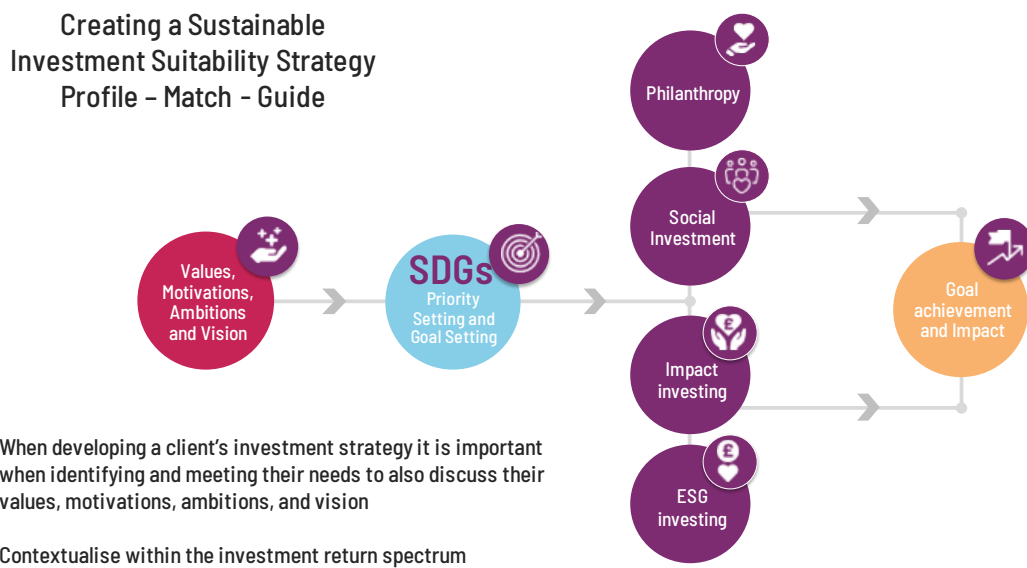 Creating a Sustainable
Investment Suitability Strategy
Profile – Match - Guide
Values,
Motivations,
Ambitions
and Vision
SDGs
Priority
Setting and
Goal Setting
Philanthropy
Social
Investment
£
Impact
investing
£
ESG
investing
Goal
achievement
and Impact
When developing a client's investment strategy it is important
when identifying and meeting their needs to also discuss their
values, motivations, ambitions, and vision
Contextualise within the investment return spectrum